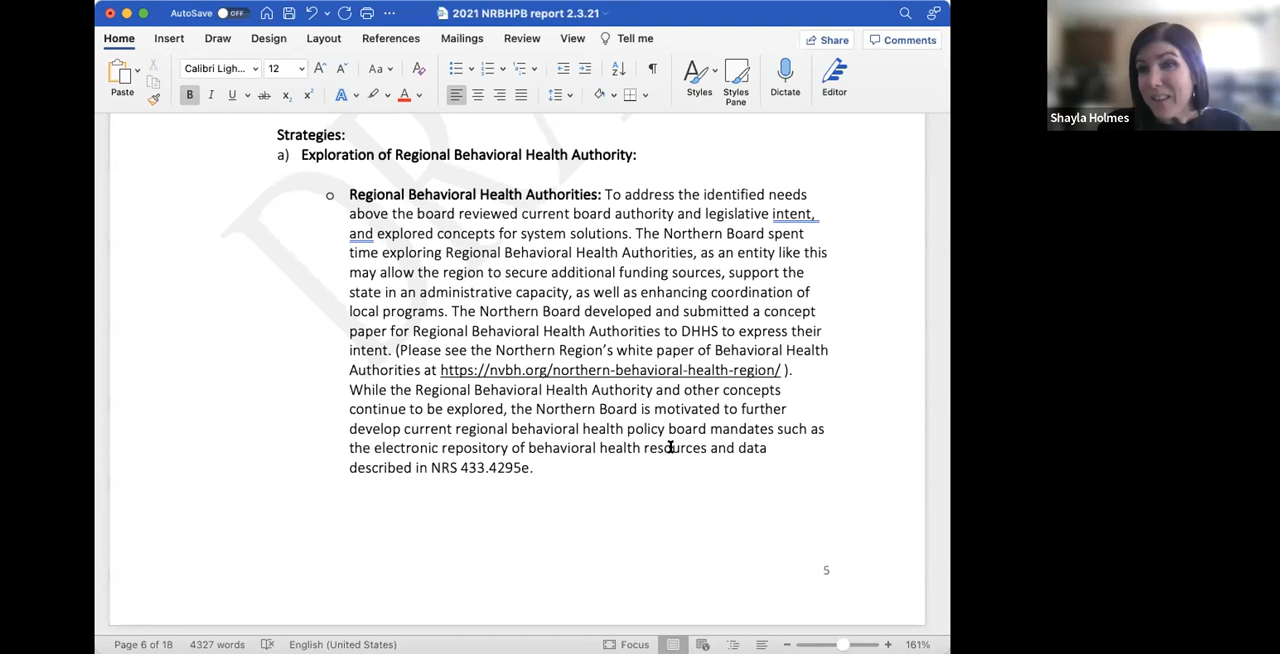 AutoSave OFF
2021 NRBHPB report 2.3.21
Home Insert Draw Design Layout References Mailings Review View Tell me
Share Comments
Paste
Calibri Ligh... 12
Styles
Styles Pane
Dictate
Editor
Strategies:
a) Exploration of Regional Behavioral Health Authority:
o Regional Behavioral Health Authorities: To address the identified needs
above the board reviewed current board authority and legislative intent,
and explored concepts for system solutions. The Northern Board spent
time exploring Regional Behavioral Health Authorities, as an entity like this
may allow the region to secure additional funding sources, support the
state in an administrative capacity, as well as enhancing coordination of
local programs. The Northern Board developed and submitted a concept
paper for Regional Behavioral Health Authorities to DHHS to express their
intent. (Please see the Northern Region's white paper of Behavioral Health
Authorities at https://nvbh.org/northern-behavioral-health-region/ ).
While the Regional Behavioral Health Authority and other concepts
continue to be explored, the Northern Board is motivated to further
develop current regional behavioral health policy board mandates such as
the electronic repository of behavioral health resources and data
described in NRS 433.4295e.
5
Page 6 of 18 4327 words English (United States) Focus 161%
Shayla Holmes